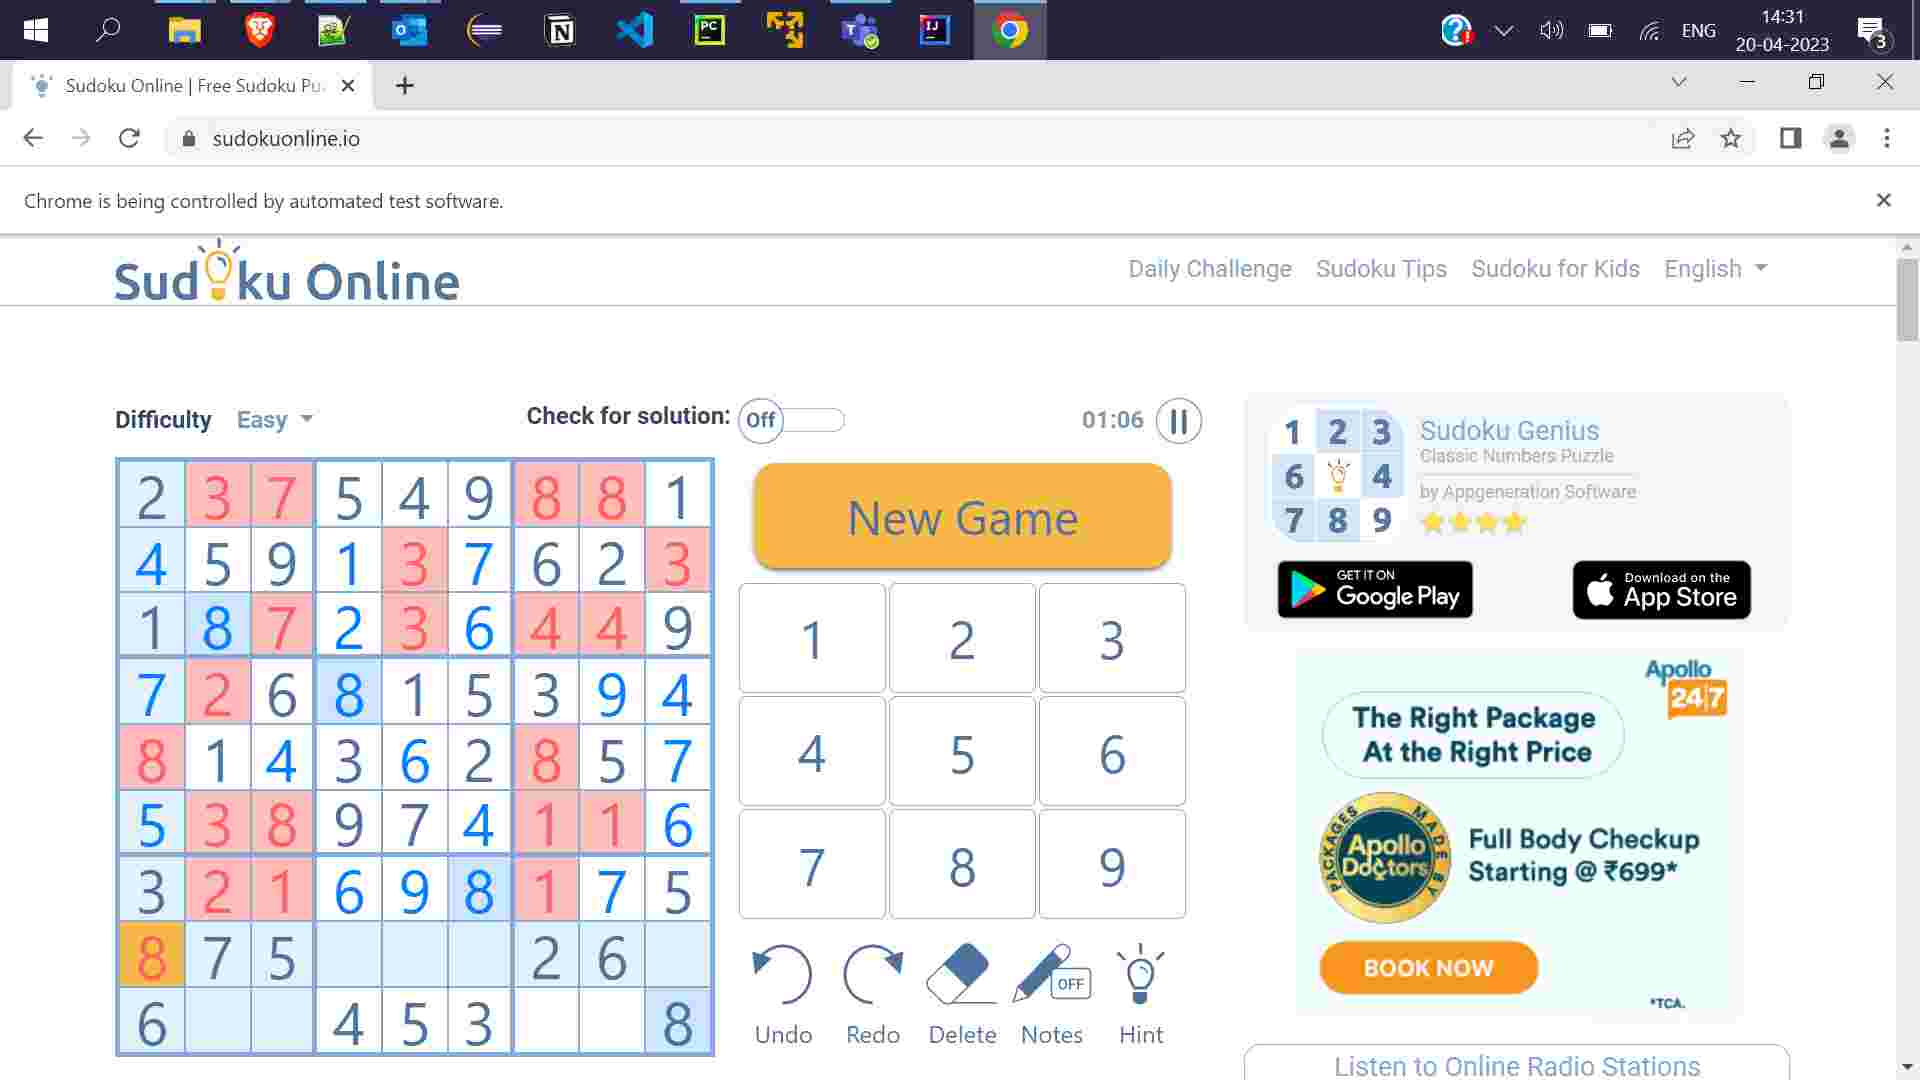 PC
IJ
ENG
14:31
20-04-2023
3
Sudoku Online | Free Sudoku Pu
sudokuonline.io
Chrome is being controlled by automated test software.
Sudoku Online
Daily Challenge Sudoku Tips Sudoku for Kids English
Difficulty Easy
Check for solution: Off
01:06
2 3 7 5 4 9 8 8 1
4 5 9 1 3 7 6 2 3
1 8 7 2 3 6 4 4 9
7 2 6 8 1 5 3 9 4
8 1 4 3 6 2 8 5 7
5 3 8 9 7 4 1 1 6
3 2 1 6 9 8 1 7 5
8 7 5 2 6
6 4 5 3 8
New Game
1 2 3
4 5 6
7 8 9
OFF
Undo Redo Delete Notes Hint
1 2 3
6 4
7 8 9
Sudoku Genius
Classic Numbers Puzzle
by Appgeneration Software
GET IT ON
Google Play
Download on the
App Store
Apollo
24|7
The Right Package
At the Right Price
PACKAGES MADE BY
Apollo
Doctors
Full Body Checkup
Starting @ ₹699*
BOOK NOW
*TCA.
Listen to Online Radio Stations